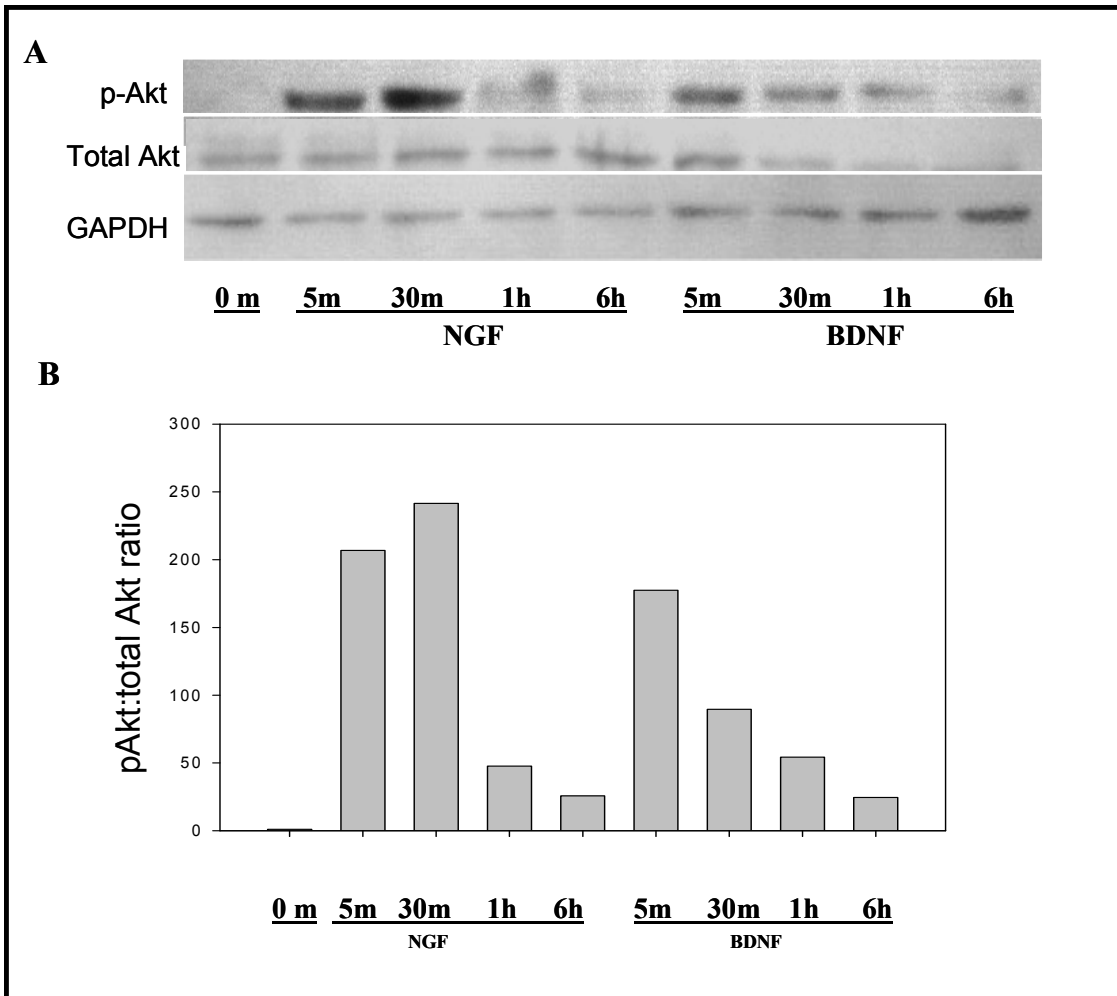 A
p-Akt
Total Akt
GAPDH
0 m 5m 30m 1h 6h 5m 30m 1h 6h
NGF BDNF
B
300
250
200
150
100
50
0
pAkt:total Akt ratio
0 m 5m 30m 1h 6h 5m 30m 1h 6h
NGF BDNF